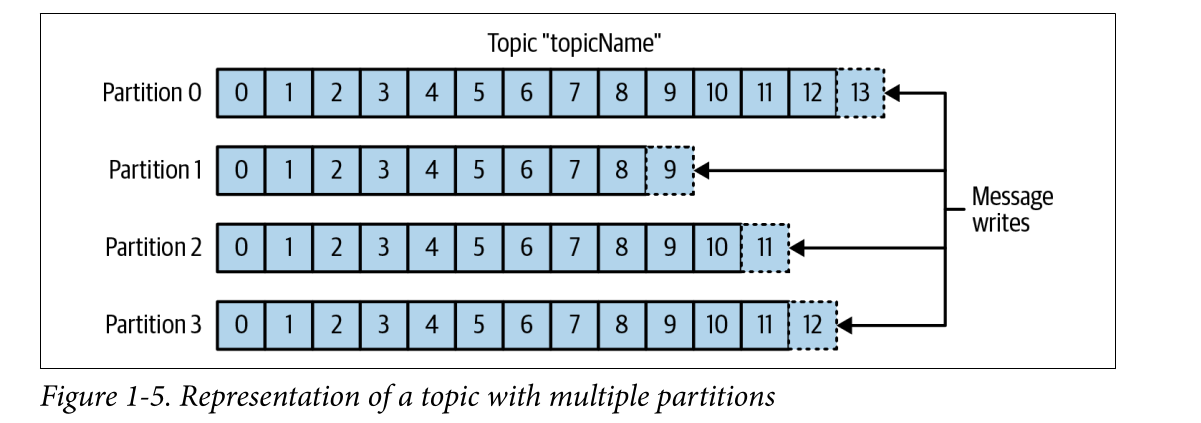 Topic "topicName"
Partition 0 0 1 2 3 4 5 6 7 8 9 10 11 12 13
Partition 1 0 1 2 3 4 5 6 7 8 9
Message
writes
Partition 2 0 1 2 3 4 5 6 7 8 9 10 11
Partition 3 0 1 2 3 4 5 6 7 8 9 10 11 12
Figure 1-5. Representation of a topic with multiple partitions